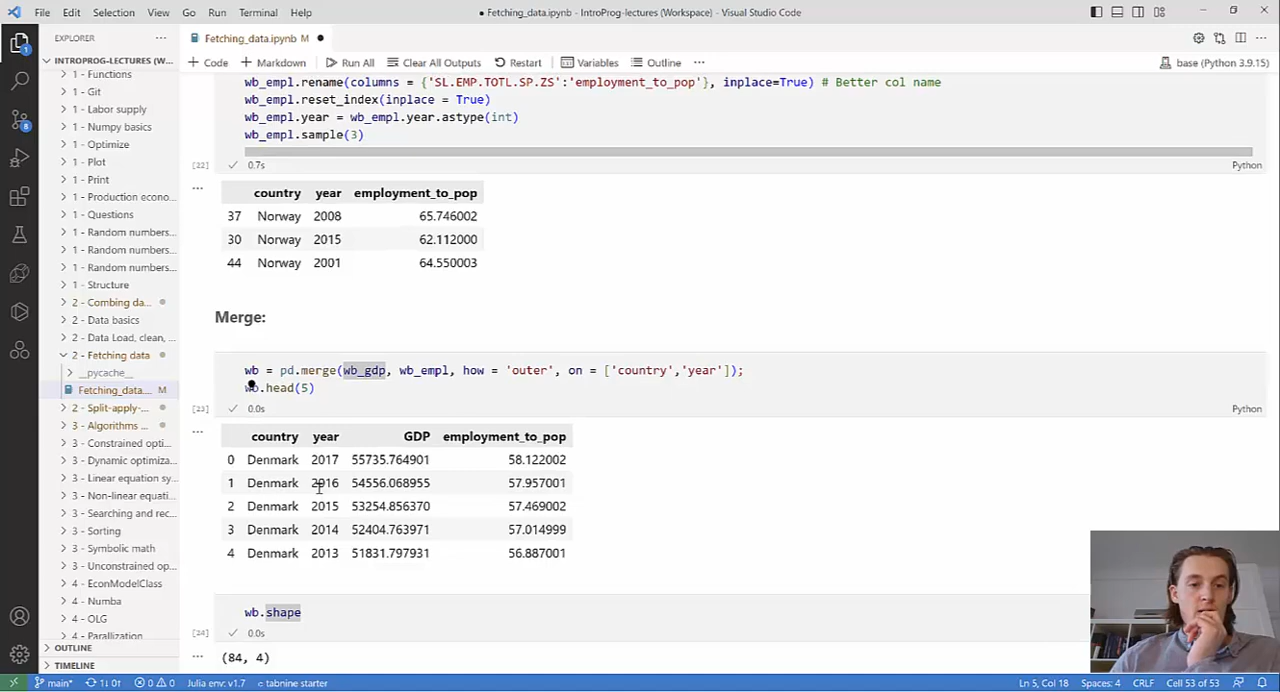 File Edit Selection View Go Run Terminal Help
● Fetching_data.ipynb - IntroProg-lectures (Workspace) - Visual Studio Code
EXPLORER
INTROPROG-LECTURES (WORKSPAC...
1 - Functions
1 - Git
1 - Labor supply
1 - Numpy basics
1 - Optimize
1 - Plot
1 - Print
1 - Production econo...
1 - Questions
1 - Random numbers...
1 - Random numbers...
1 - Random numbers...
1 - Structure
2 - Combing da...
2 - Data basics
2 - Data Load, clean, ...
2 - Fetching data
__pycache__
Fetching_data.... M
2 - Split-apply-...
3 - Algorithms ...
3 - Constrained opti...
3 - Dynamic optimiza...
3 - Linear equation sy...
3 - Non-linear equati...
3 - Searching and rec...
3 - Sorting
3 - Symbolic math
3 - Unconstrained op...
4 - EconModelClass
4 - Numba
4 - OLG
4 - Parallization
OUTLINE
TIMELINE
1
8
Fetching_data.ipynb M ●
+ Code + Markdown Run All Clear All Outputs Restart Variables Outline ... base (Python 3.9.15)
wb_empl.rename(columns = {'SL.EMP.TOTL.SP.ZS':'employment_to_pop'}, inplace=True) # Better col name
wb_empl.reset_index(inplace = True)
wb_empl.year = wb_empl.year.astype(int)
wb_empl.sample(3)
[22] ✓ 0.7s Python
country year employment_to_pop
37 Norway 2008 65.746002
30 Norway 2015 62.112000
44 Norway 2001 64.550003
Merge:
wb = pd.merge(wb_gdp, wb_empl, how = 'outer', on = ['country','year']);
wb.head(5)
[23] ✓ 0.0s Python
country year GDP employment_to_pop
0 Denmark 2017 55735.764901 58.122002
1 Denmark 2016 54556.068955 57.957001
2 Denmark 2015 53254.856370 57.469002
3 Denmark 2014 52404.763971 57.014999
4 Denmark 2013 51831.797931 56.887001
wb.shape
[24] ✓ 0.0s
(84, 4)
main* 1↓ 1↑ 0 0 Julia env: v1.7 tabnine starter Ln 5, Col 18 Spaces: 4 CRLF Cell 53 of 53